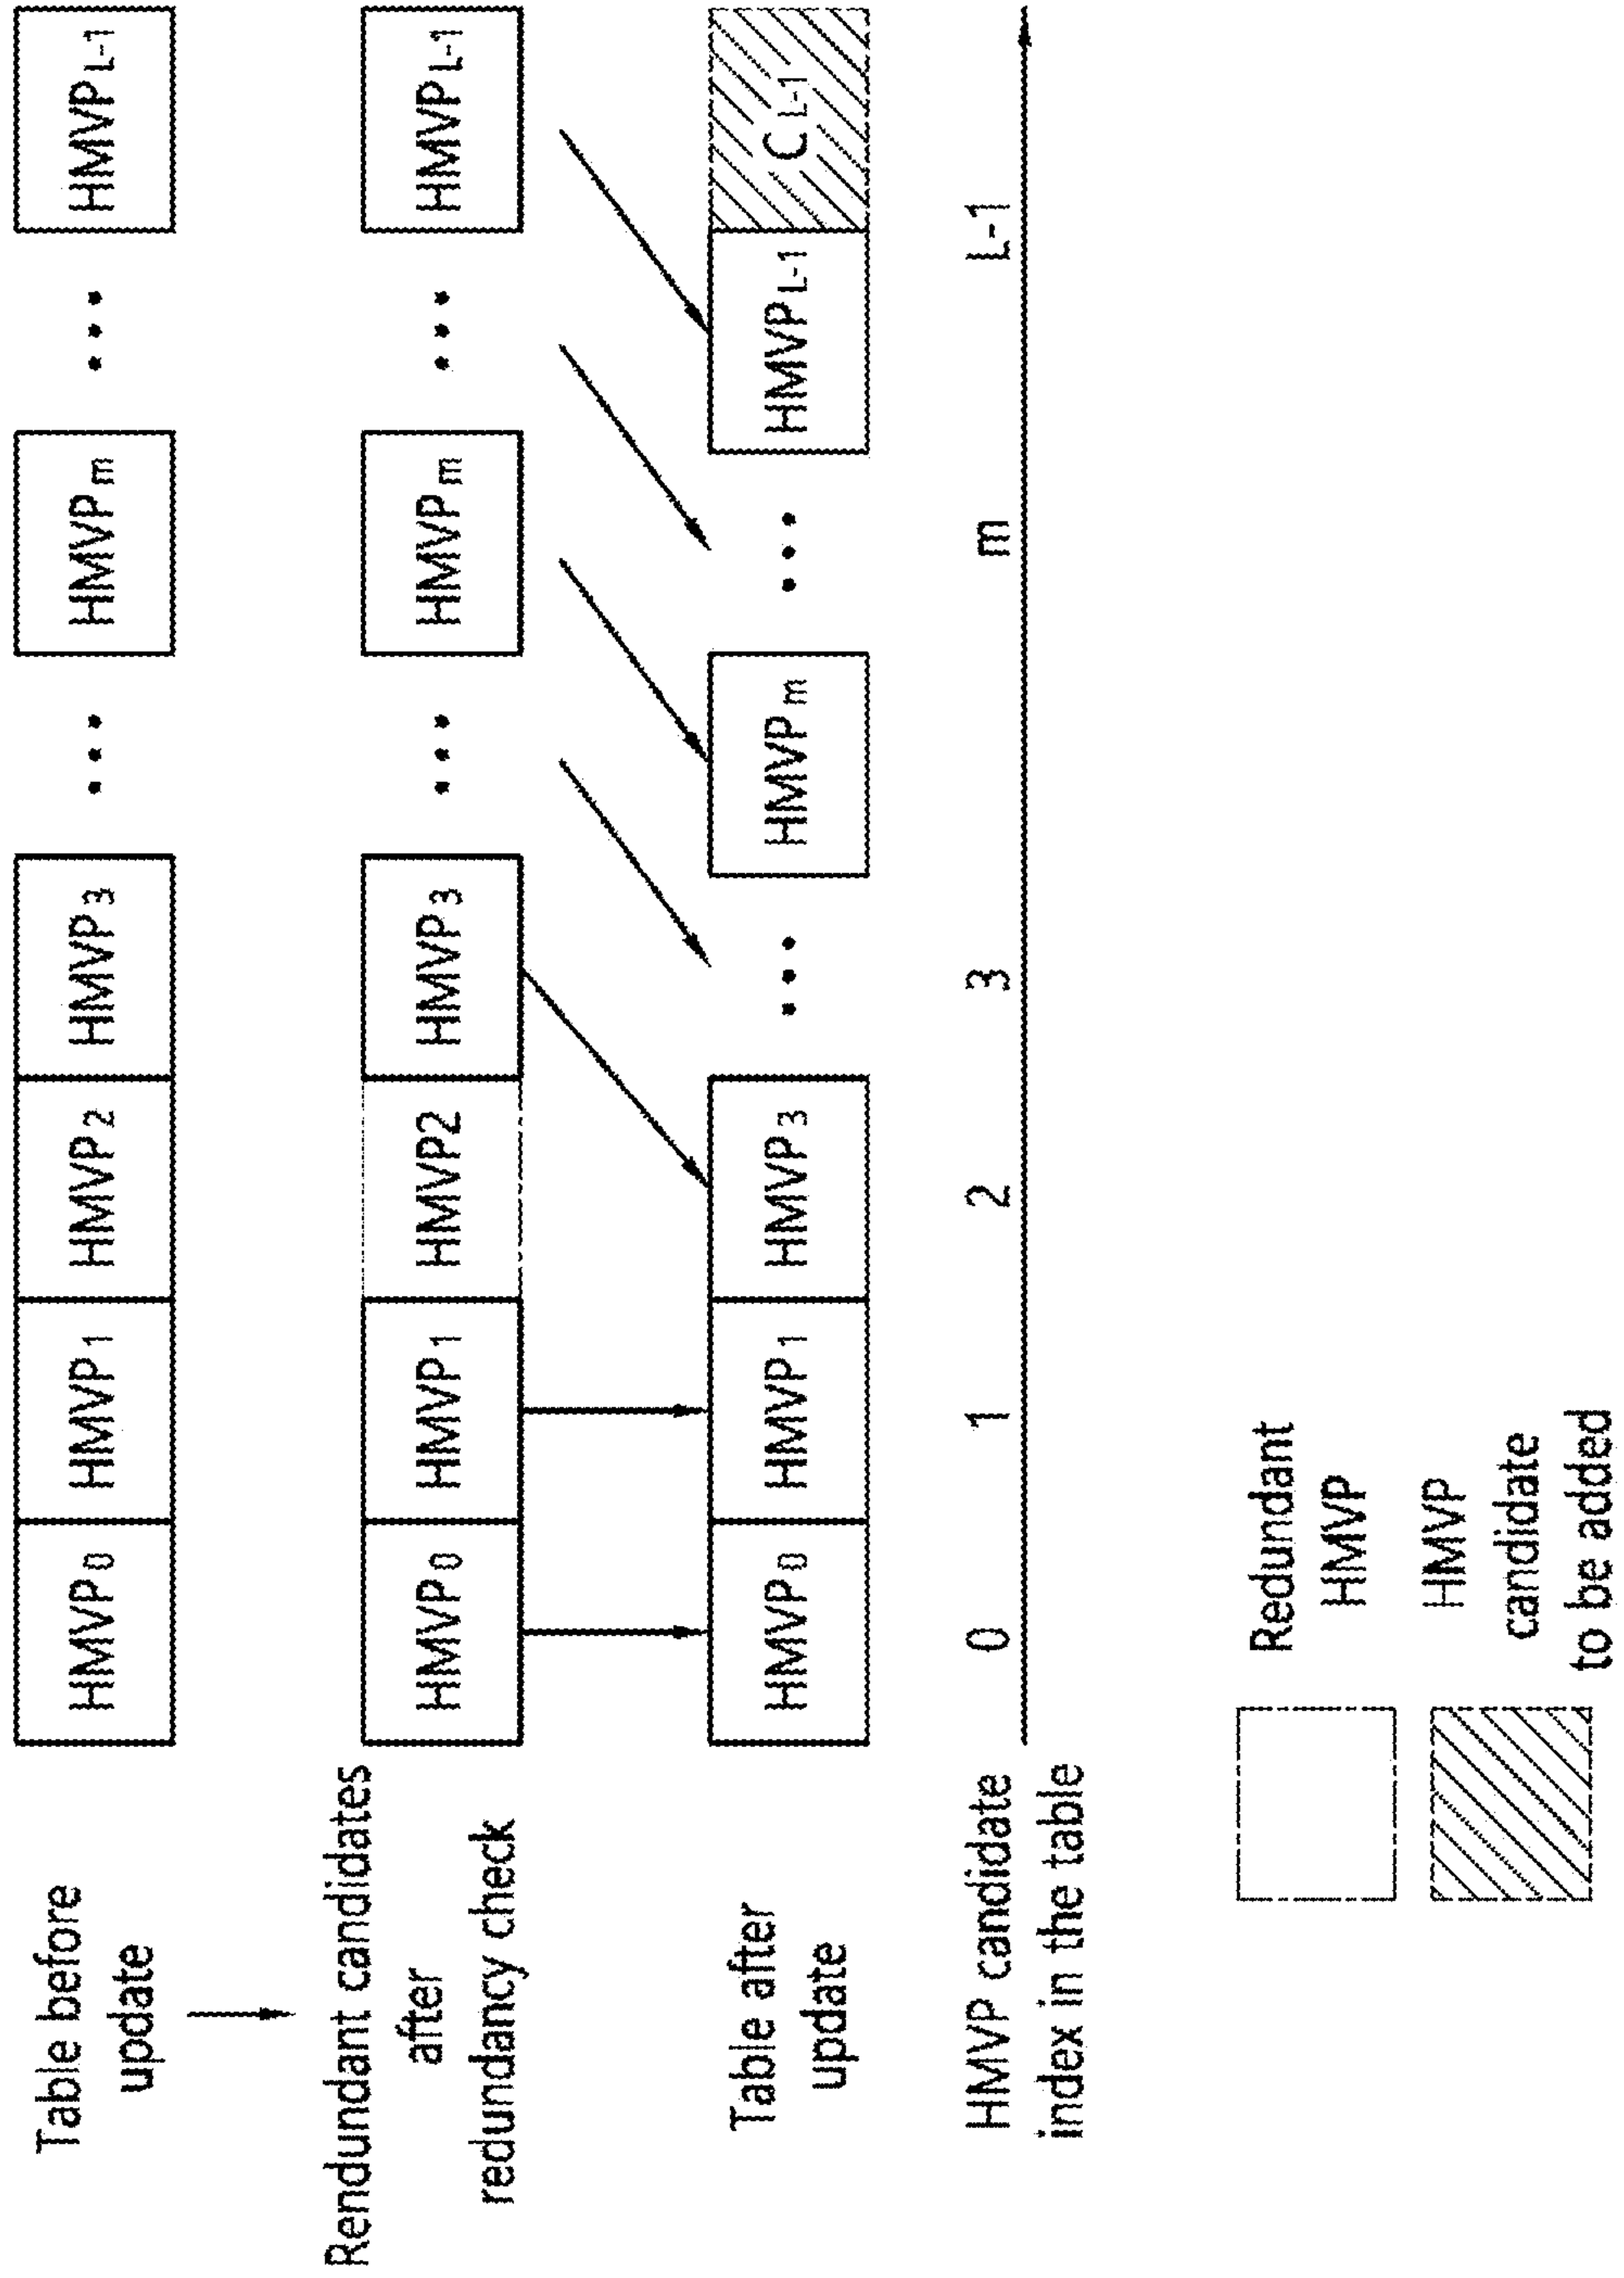 Table before
update
HMVP0 HMVP1 HMVP2 HMVP3 ••• HMVPm ••• HMVPL-1
Rendundant candidates
after
redundancy check
HMVP0 HMVP1 HMVP2 HMVP3 ••• HMVPm ••• HMVPL-1
Table after
update
HMVP0 HMVP1 HMVP3 ••• HMVPm ••• HMVPL-1 CL-1
HMVP candidate
index in the table
0 1 2 3 m L-1
Redundant
HMVP
HMVP
candidate
to be added